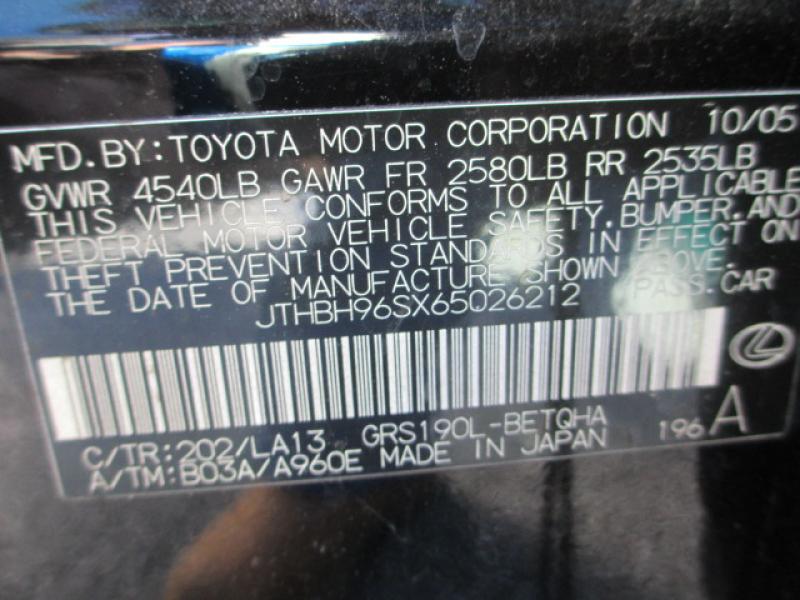 MFD. BY: TOYOTA MOTOR CORPORATION 10/05
GVWR 4540LB GAWR FR 2580LB RR 2535LB
THIS VEHICLE CONFORMS TO ALL APPLICABLE
FEDERAL MOTOR VEHICLE SAFETY, BUMPER, AND
THEFT PREVENTION STANDARDS IN EFFECT ON
THE DATE OF MANUFACTURE SHOWN ABOVE.
JTHBH96SX65026212 PASS. CAR
C/TR: 202/LA13 GRS190L-BETQHA 196 A
A/TM: B03A/A960E MADE IN JAPAN